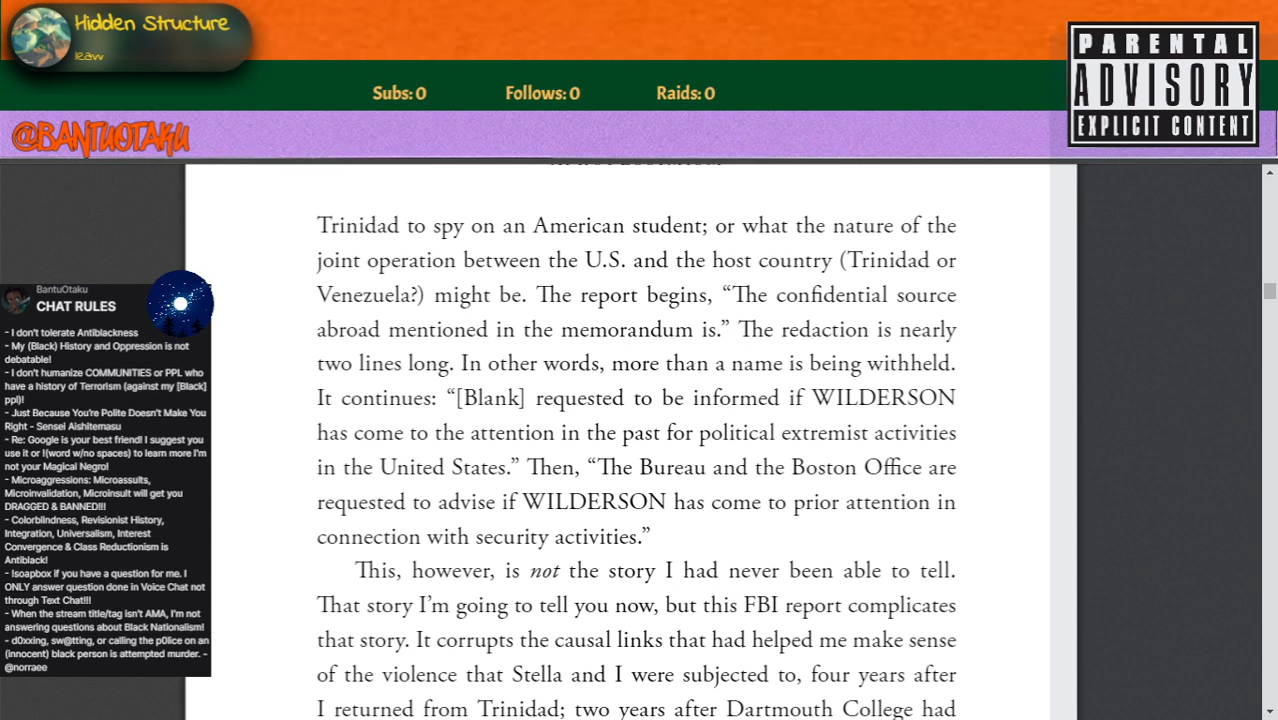 Hidden Structure
leaw
PARENTAL
ADVISORY
EXPLICIT CONTENT
Subs: 0
Follows: 0
Raids: 0
@BANTUOTAKU
Trinidad to spy on an American student; or what the nature of the
joint operation between the U.S. and the host country (Trinidad or
Venezuela?) might be. The report begins, “The confidential source
abroad mentioned in the memorandum is.” The redaction is nearly
two lines long. In other words, more than a name is being withheld.
It continues: “[Blank] requested to be informed if WILDERSON
has come to the attention in the past for political extremist activities
in the United States.” Then, “The Bureau and the Boston Office are
requested to advise if WILDERSON has come to prior attention in
connection with security activities.”
This, however, is not the story I had never been able to tell.
That story I’m going to tell you now, but this FBI report complicates
that story. It corrupts the causal links that had helped me make sense
of the violence that Stella and I were subjected to, four years after
I returned from Trinidad; two years after Dartmouth College had
BantuOtaku
CHAT RULES
- I don't tolerate Antiblackness
- My (Black) History and Oppression is not
debatable!
- I don't humanize COMMUNITIES or PPL who
have a history of Terrorism (against my [Black]
ppl)!
- Just Because You're Polite Doesn't Make You
Right - Sensei Aishitemasu
- Re: Google is your best friend! I suggest you
use it or !(word w/no spaces) to learn more I'm
not your Magical Negro!
- Microaggressions: Microassults,
Microinvalidation, Microinsult will get you
DRAGGED & BANNED!!!
- Colorblindness, Revisionist History,
Integration, Universalism, Interest
Convergence & Class Reductionism is
Antiblack!
- !soapbox if you have a question for me. I
ONLY answer question done in Voice Chat not
through Text Chat!!!
- When the stream title/tag isn't AMA, I'm not
answering questions about Black Nationalism!
- d0xxing, sw@tting, or calling the p0lice on an
(innocent) black person is attempted murder. -
@norraee